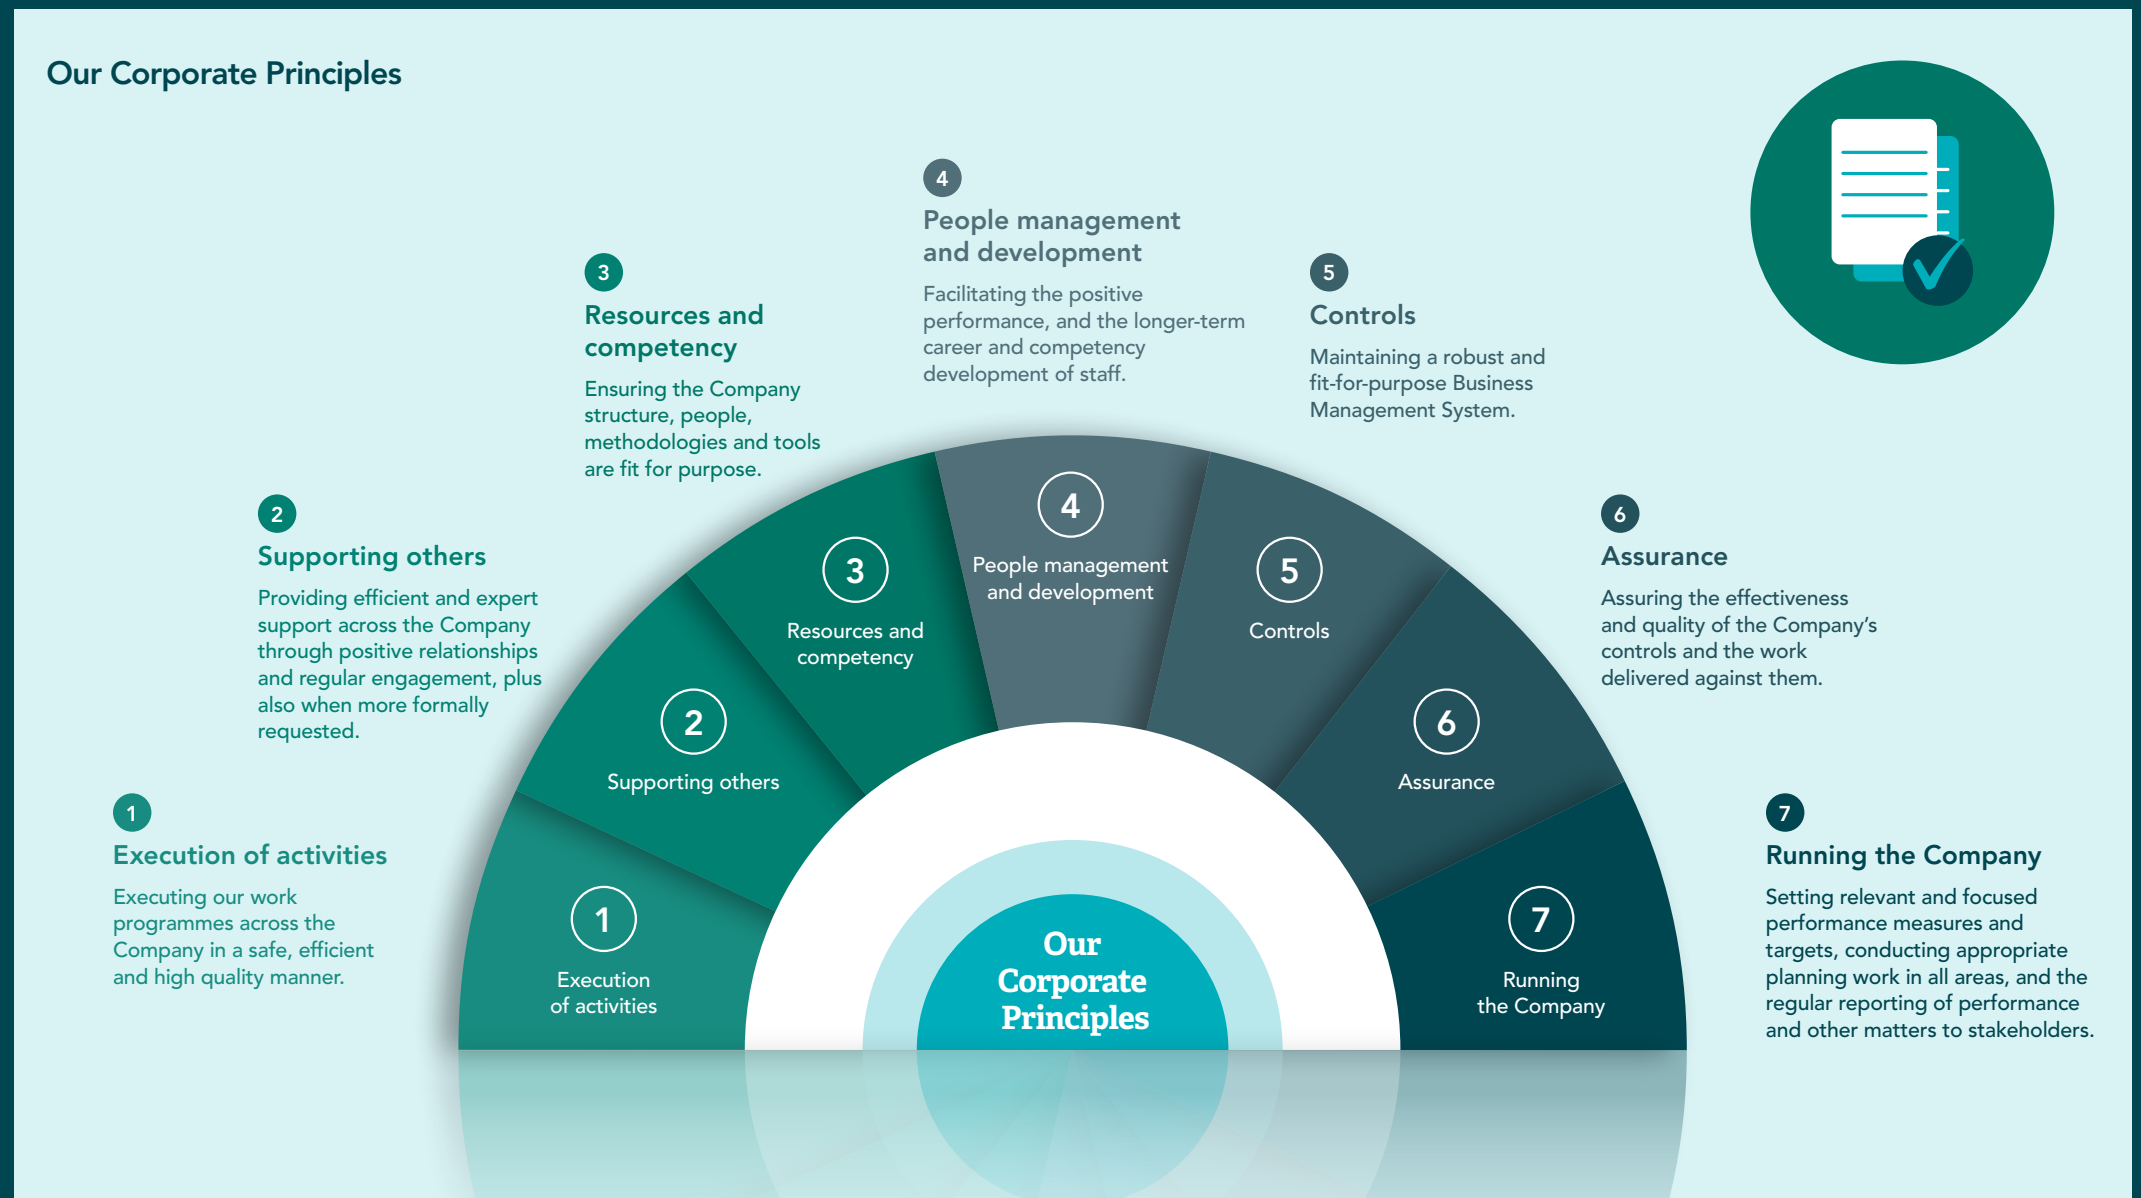 Our Corporate Principles
1
Execution of activities
Executing our work
programmes across the
Company in a safe, efficient
and high quality manner.
2
Supporting others
Providing efficient and expert
support across the Company
through positive relationships
and regular engagement, plus
also when more formally
requested.
3
Resources and
competency
Ensuring the Company
structure, people,
methodologies and tools
are fit for purpose.
4
People management
and development
Facilitating the positive
performance, and the longer-term
career and competency
development of staff.
5
Controls
Maintaining a robust and
fit-for-purpose Business
Management System.
6
Assurance
Assuring the effectiveness
and quality of the Company’s
controls and the work
delivered against them.
7
Running the Company
Setting relevant and focused
performance measures and
targets, conducting appropriate
planning work in all areas, and the
regular reporting of performance
and other matters to stakeholders.
1
Execution
of activities
2
Supporting others
3
Resources and
competency
4
People management
and development
5
Controls
6
Assurance
7
Running
the Company
Our
Corporate
Principles